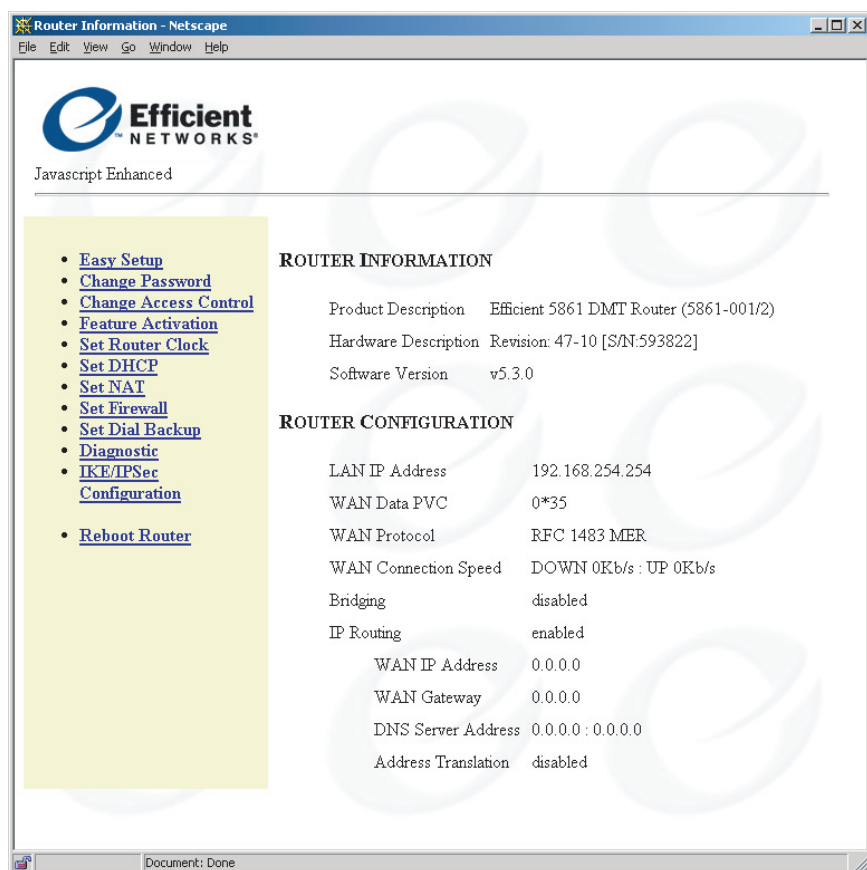 Router Information - Netscape
File Edit View Go Window Help
Efficient
™ NETWORKS®
Javascript Enhanced
• Easy Setup
• Change Password
• Change Access Control
• Feature Activation
• Set Router Clock
• Set DHCP
• Set NAT
• Set Firewall
• Set Dial Backup
• Diagnostic
• IKE/IPSec
Configuration
• Reboot Router
ROUTER INFORMATION
Product Description Efficient 5861 DMT Router (5861-001/2)
Hardware Description Revision: 47-10 [S/N:593822]
Software Version v5.3.0
ROUTER CONFIGURATION
LAN IP Address 192.168.254.254
WAN Data PVC 0*35
WAN Protocol RFC 1483 MER
WAN Connection Speed DOWN 0Kb/s : UP 0Kb/s
Bridging disabled
IP Routing enabled
WAN IP Address 0.0.0.0
WAN Gateway 0.0.0.0
DNS Server Address 0.0.0.0 : 0.0.0.0
Address Translation disabled
Document: Done